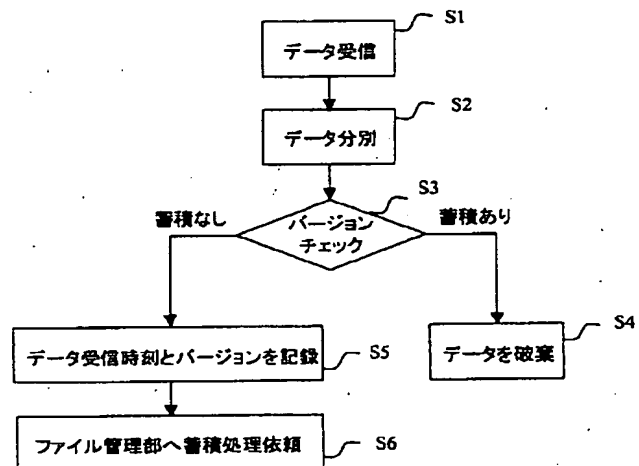 S1
データ受信
S2
データ分別
S3
バージョン
チェック
蓄積なし
蓄積あり
S4
データを破棄
データ受信時刻とバージョンを記録
S5
ファイル管理部へ蓄積処理依頼
S6